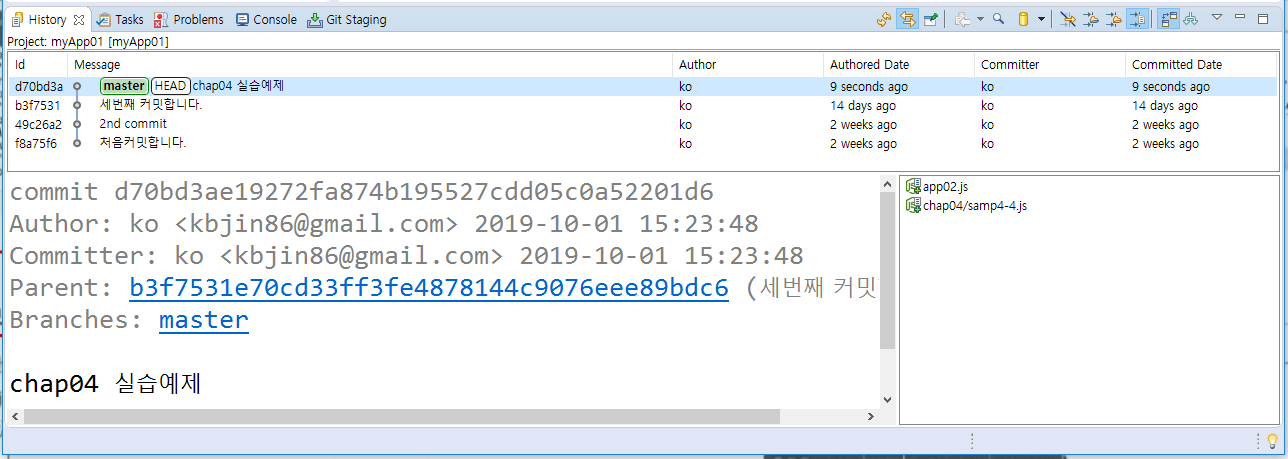 History Tasks Problems Console Git Staging
Project: myApp01 [myApp01]
Id Message Author Authored Date Committer Committed Date
d70bd3a master HEAD chap04 실습예제 ko 9 seconds ago ko 9 seconds ago
b3f7531 세번째 커밋합니다. ko 14 days ago ko 14 days ago
49c26a2 2nd commit ko 2 weeks ago ko 2 weeks ago
f8a75f6 처음커밋합니다. ko 2 weeks ago ko 2 weeks ago
commit d70bd3ae19272fa874b195527cdd05c0a52201d6
Author: ko <kbjin86@gmail.com> 2019-10-01 15:23:48
Committer: ko <kbjin86@gmail.com> 2019-10-01 15:23:48
Parent: b3f7531e70cd33ff3fe4878144c9076eee89bdc6 (세번째 커밋
Branches: master
chap04 실습예제
app02.js
chap04/samp4-4.js